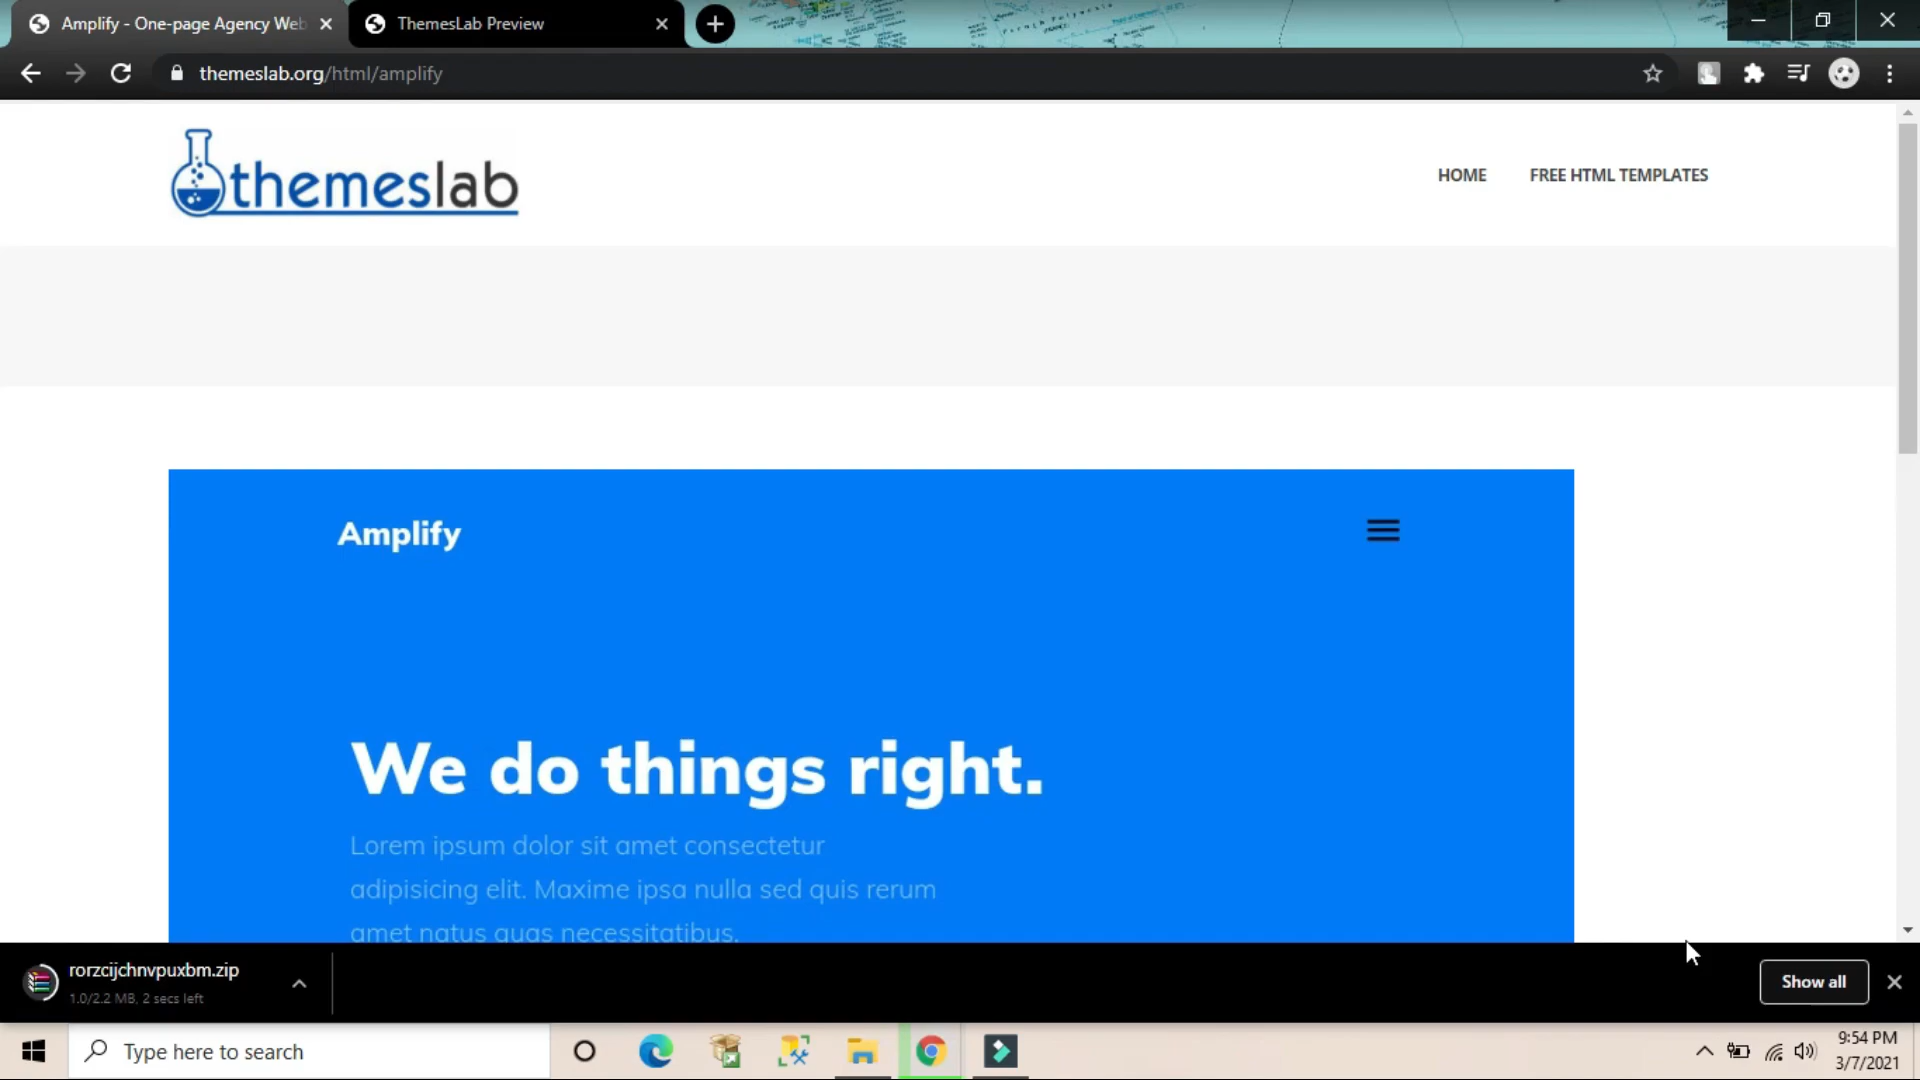 Amplify - One-page Agency Web
ThemesLab Preview
themeslab.org/html/amplify
themeslab
HOME
FREE HTML TEMPLATES
Amplify
We do things right.
Lorem ipsum dolor sit amet consectetur
adipisicing elit. Maxime ipsa nulla sed quis rerum
amet natus quas necessitatibus.
rorzcijchnvpuxbm.zip
1.0/2.2 MB, 2 secs left
Show all
Type here to search
9:54 PM
3/7/2021